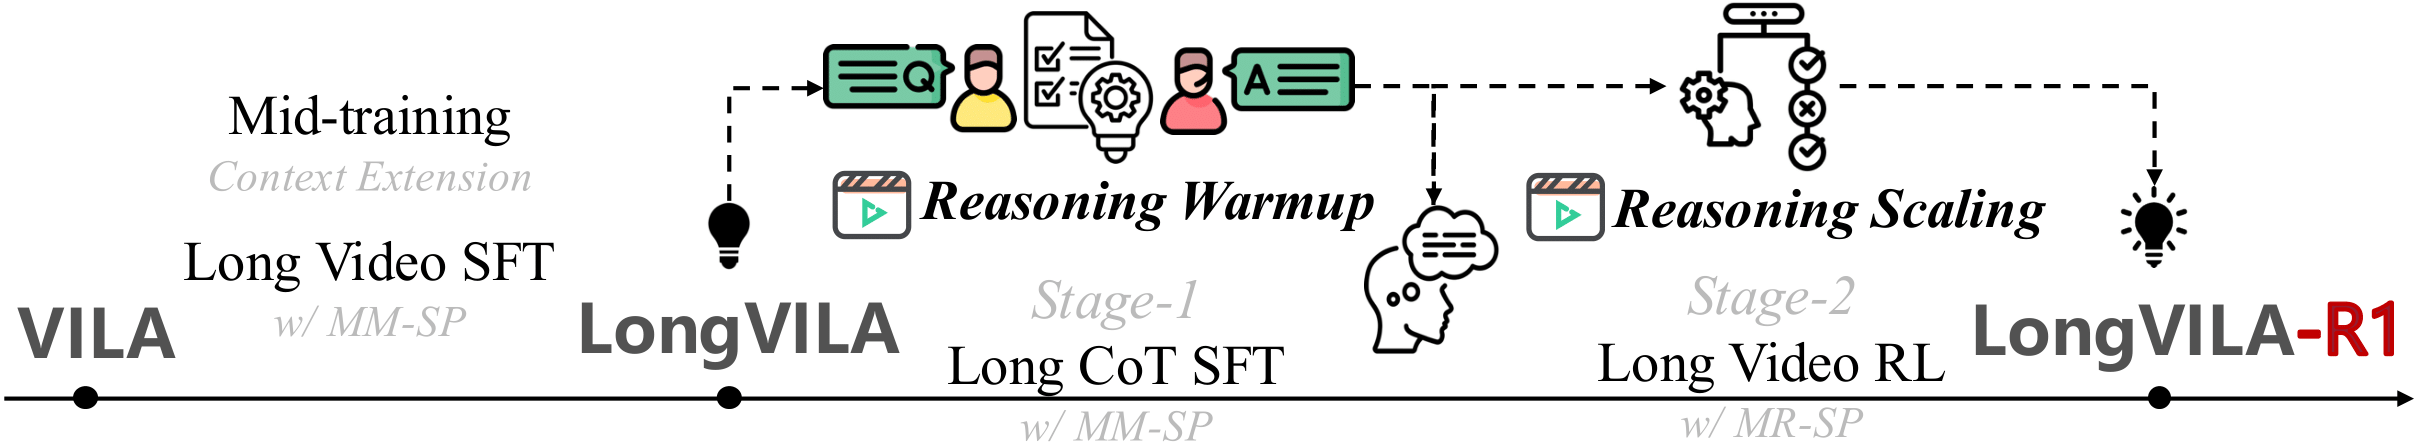 Mid-training
Context Extension
Long Video SFT
w/ MM-SP
VILA
LongVILA
Q
A
Reasoning Warmup
Stage-1
Long CoT SFT
w/ MM-SP
Reasoning Scaling
Stage-2
Long Video RL
w/ MR-SP
LongVILA-R1